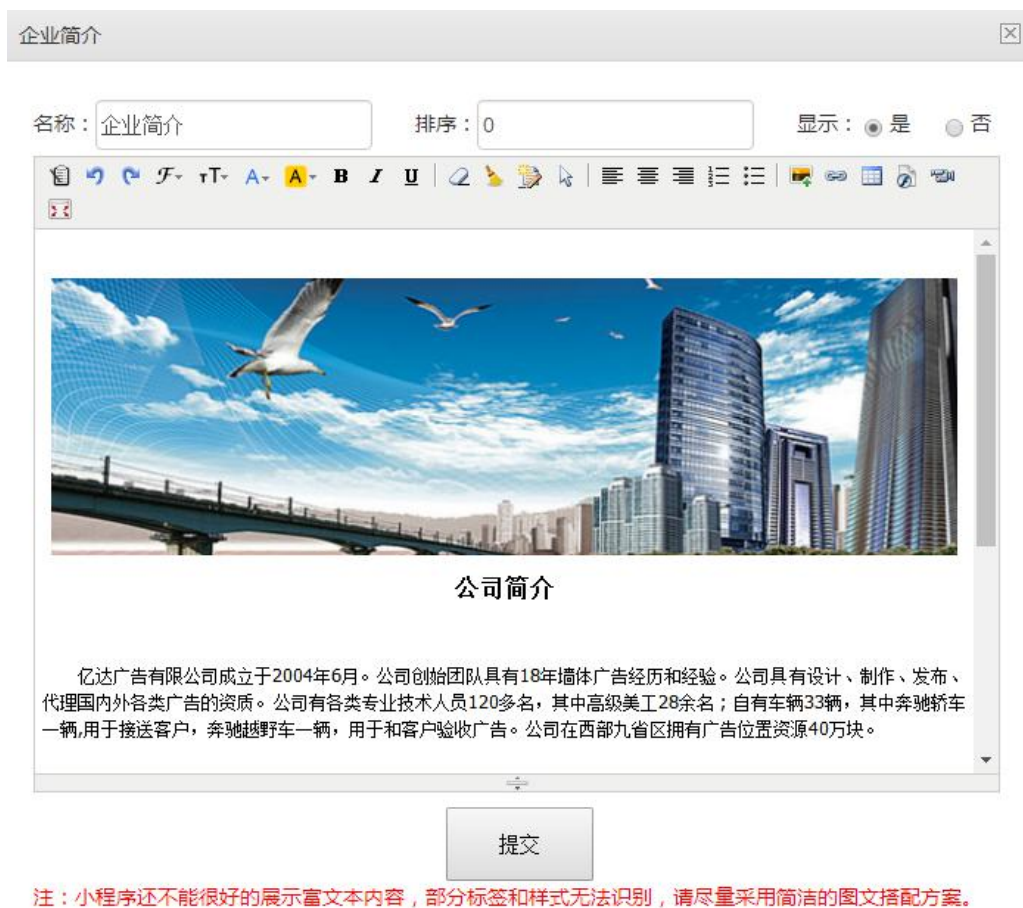 企业简介
名称：企业简介 排序：0 显示：是 否
公司简介
亿达广告有限公司成立于2004年6月。公司创始团队具有18年墙体广告经历和经验。公司具有设计、制作、发布、
代理国内外各类广告的资质。公司有各类专业技术人员120多名，其中高级美工28余名；自有车辆33辆，其中奔驰轿车
一辆,用于接送客户，奔驰越野车一辆，用于和客户验收广告。公司在西部九省区拥有广告位置资源40万块。
提交
注：小程序还不能很好的展示富文本内容，部分标签和样式无法识别，请尽量采用简洁的图文搭配方案。